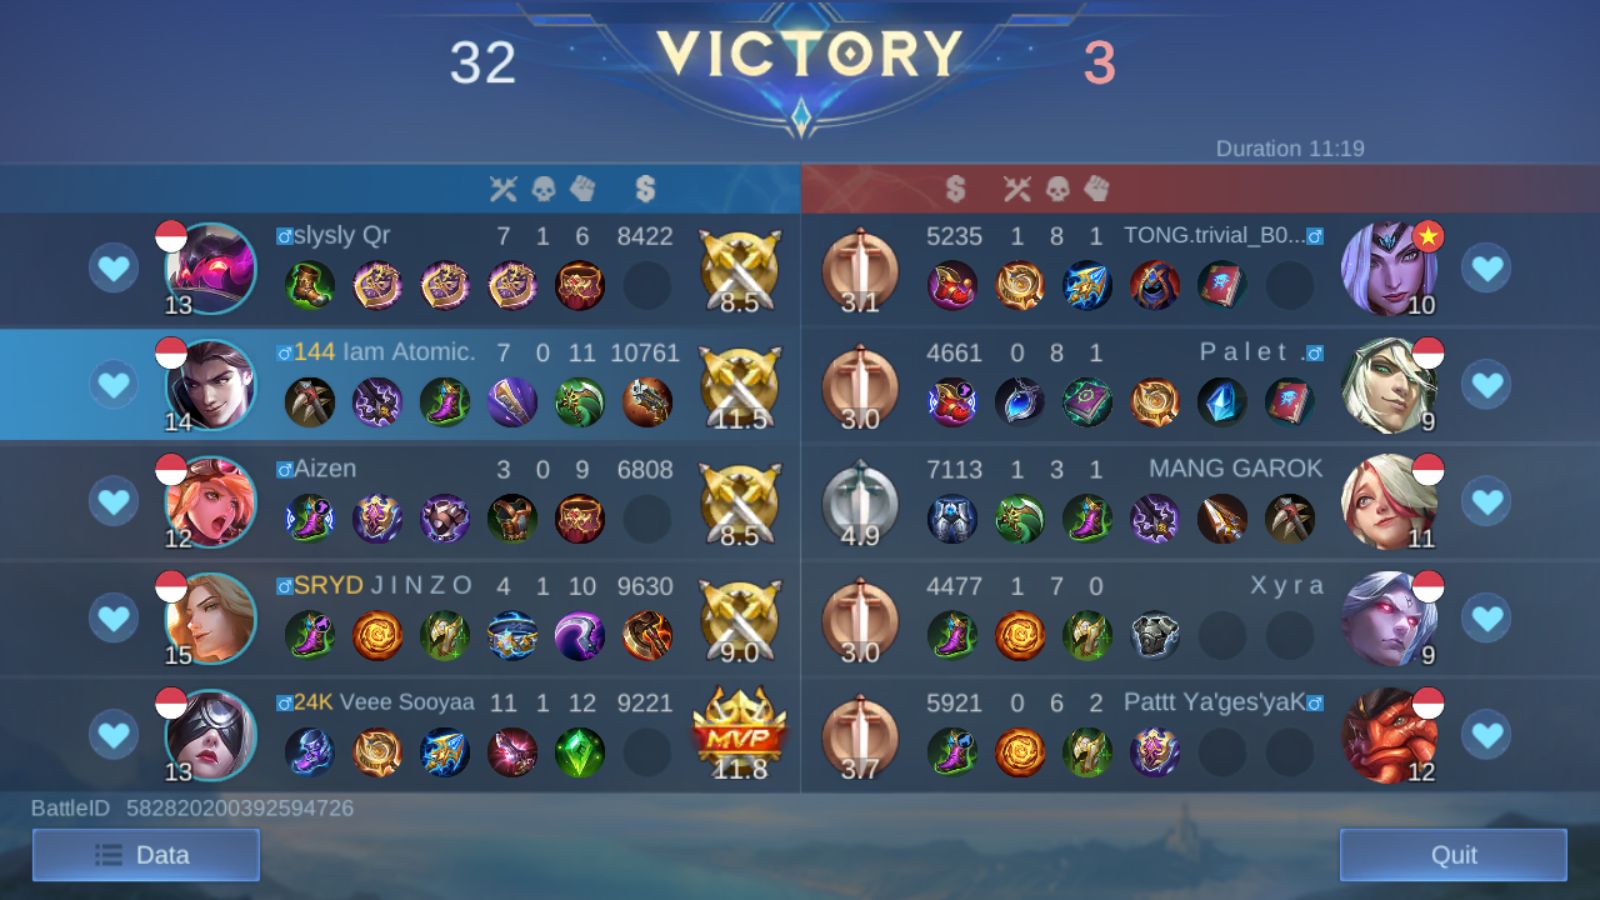 32 VICTORY 3
Duration 11:19
slysly Qr 7 1 6 8422
13 8.5
5235 1 8 1 TONG.trivial_B0...
3.1 10
144 Iam Atomic. 7 0 11 10761
14 11.5
4661 0 8 1 P a l e t .
3.0 9
Aizen 3 0 9 6808
12 8.5
7113 1 3 1 MANG GAROK
4.9 11
SRYD J I N Z O 4 1 10 9630
15 9.0
4477 1 7 0 X y r a
3.0 9
24K Veee Sooyaa 11 1 12 9221
MVP
13 11.8
5921 0 6 2 Pattt Ya'ges'yaK
3.7 12
BattleID 582820200392594726
Data
Quit